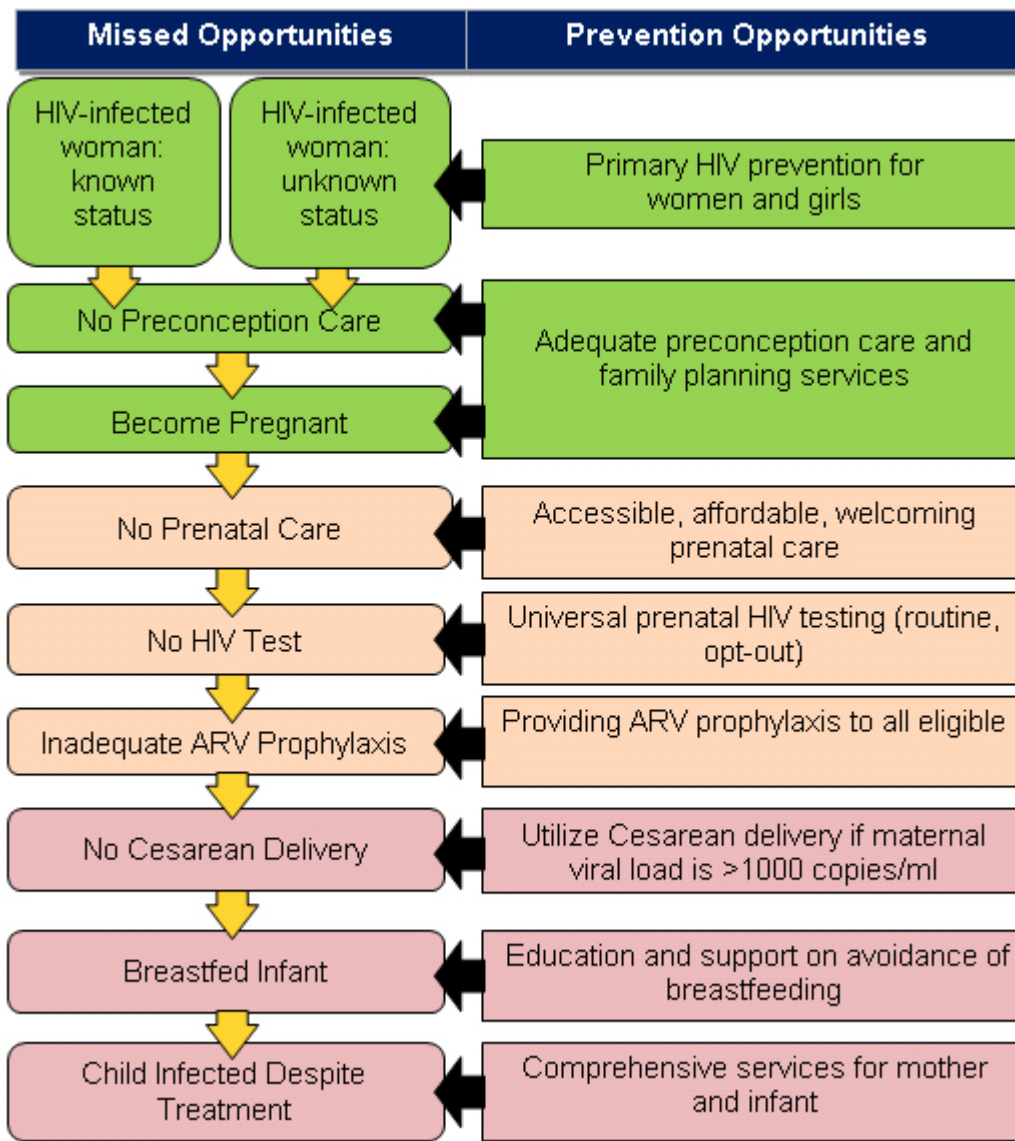 Missed Opportunities
Prevention Opportunities
HIV-infected
woman:
known
status
HIV-infected
woman:
unknown
status
Primary HIV prevention for
women and girls
No Preconception Care
Adequate preconception care and
family planning services
Become Pregnant
No Prenatal Care
Accessible, affordable, welcoming
prenatal care
No HIV Test
Universal prenatal HIV testing (routine,
opt-out)
Inadequate ARV Prophylaxis
Providing ARV prophylaxis to all eligible
No Cesarean Delivery
Utilize Cesarean delivery if maternal
viral load is >1000 copies/ml
Breastfed Infant
Education and support on avoidance of
breastfeeding
Child Infected Despite
Treatment
Comprehensive services for mother
and infant